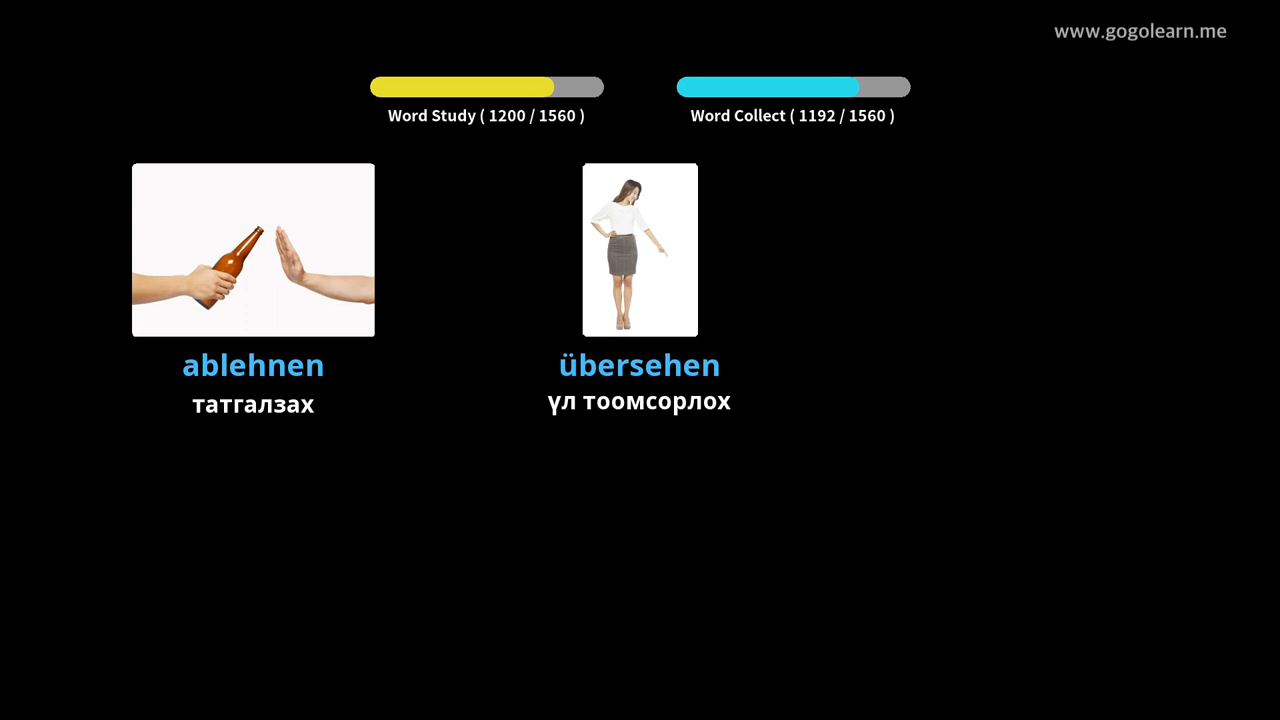 www.gogolearn.me
Word Study ( 1200 / 1560 )
Word Collect ( 1192 / 1560 )
ablehnen
татгалзах
übersehen
үл тоомсорлох